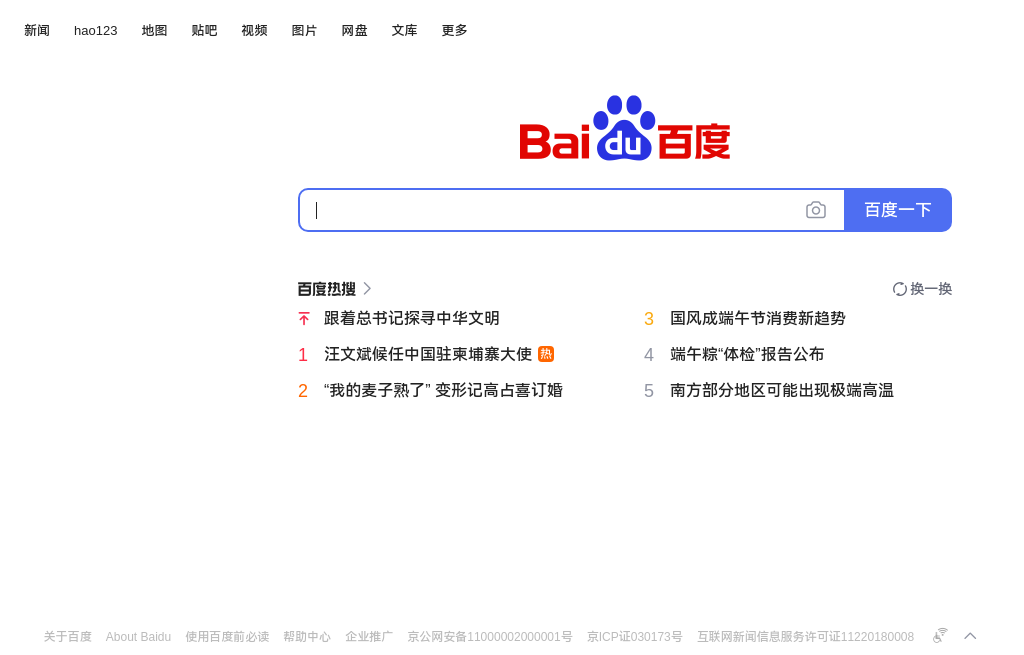 新闻 hao123 地图 贴吧 视频 图片 网盘 文库 更多
Bai du 百度
百度一下
百度热搜 换一换
跟着总书记探寻中华文明
1 汪文斌候任中国驻柬埔寨大使 热
2 “我的麦子熟了” 变形记高占喜订婚
3 国风成端午节消费新趋势
4 端午粽“体检”报告公布
5 南方部分地区可能出现极端高温
关于百度 About Baidu 使用百度前必读 帮助中心 企业推广 京公网安备11000002000001号 京ICP证030173号 互联网新闻信息服务许可证11220180008